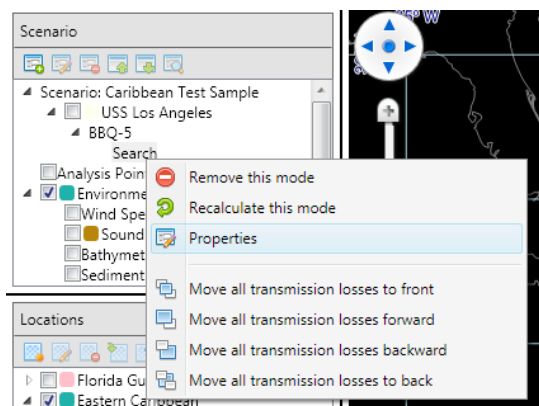 Scenario
Scenario: Caribbean Test Sample
USS Los Angeles
BBQ-5
Search
Analysis Poin
Environme
Wind Spe
Sound
Bathymet
Sediment
Remove this mode
Recalculate this mode
Properties
Move all transmission losses to front
Move all transmission losses forward
Move all transmission losses backward
Move all transmission losses to back
Locations
Florida Gu
Eastern Caribbean
W